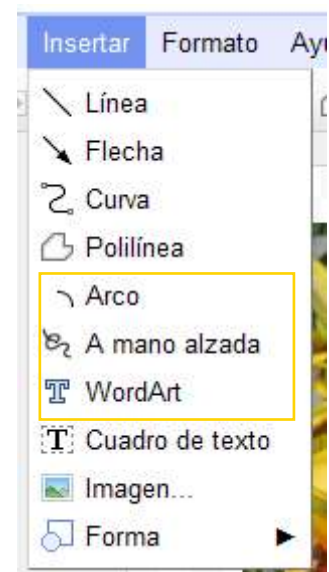 Insertar Formato
Línea
Flecha
Curva
Polilínea
Arco
A mano alzada
WordArt
T Cuadro de texto
Imagen...
Forma